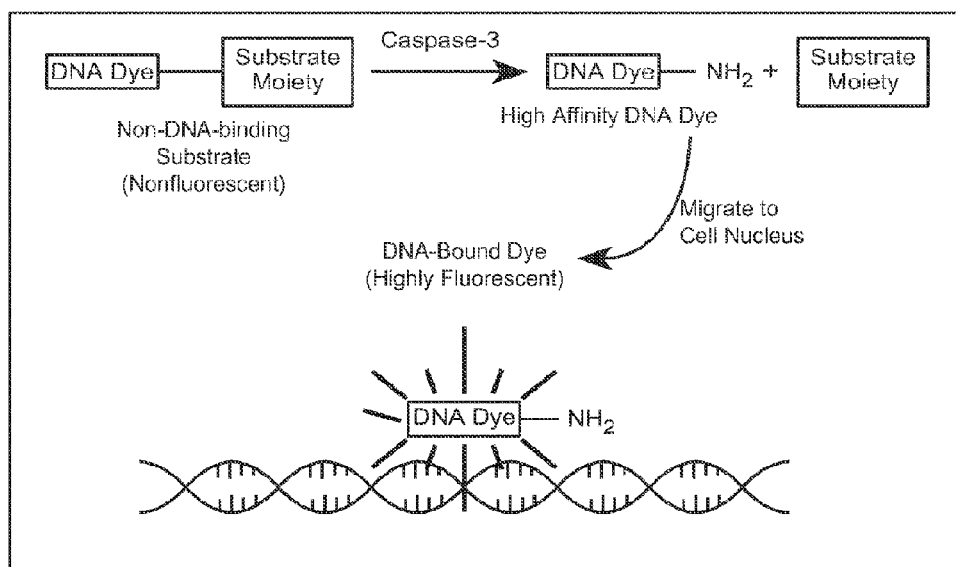 Caspase-3
DNA Dye
Substrate
Moiety
DNA Dye
NH2 +
Substrate
Moiety
Non-DNA-binding
Substrate
(Nonfluorescent)
High Affinity DNA Dye
Migrate to
Cell Nucleus
DNA-Bound Dye
(Highly Fluorescent)
DNA Dye
NH2